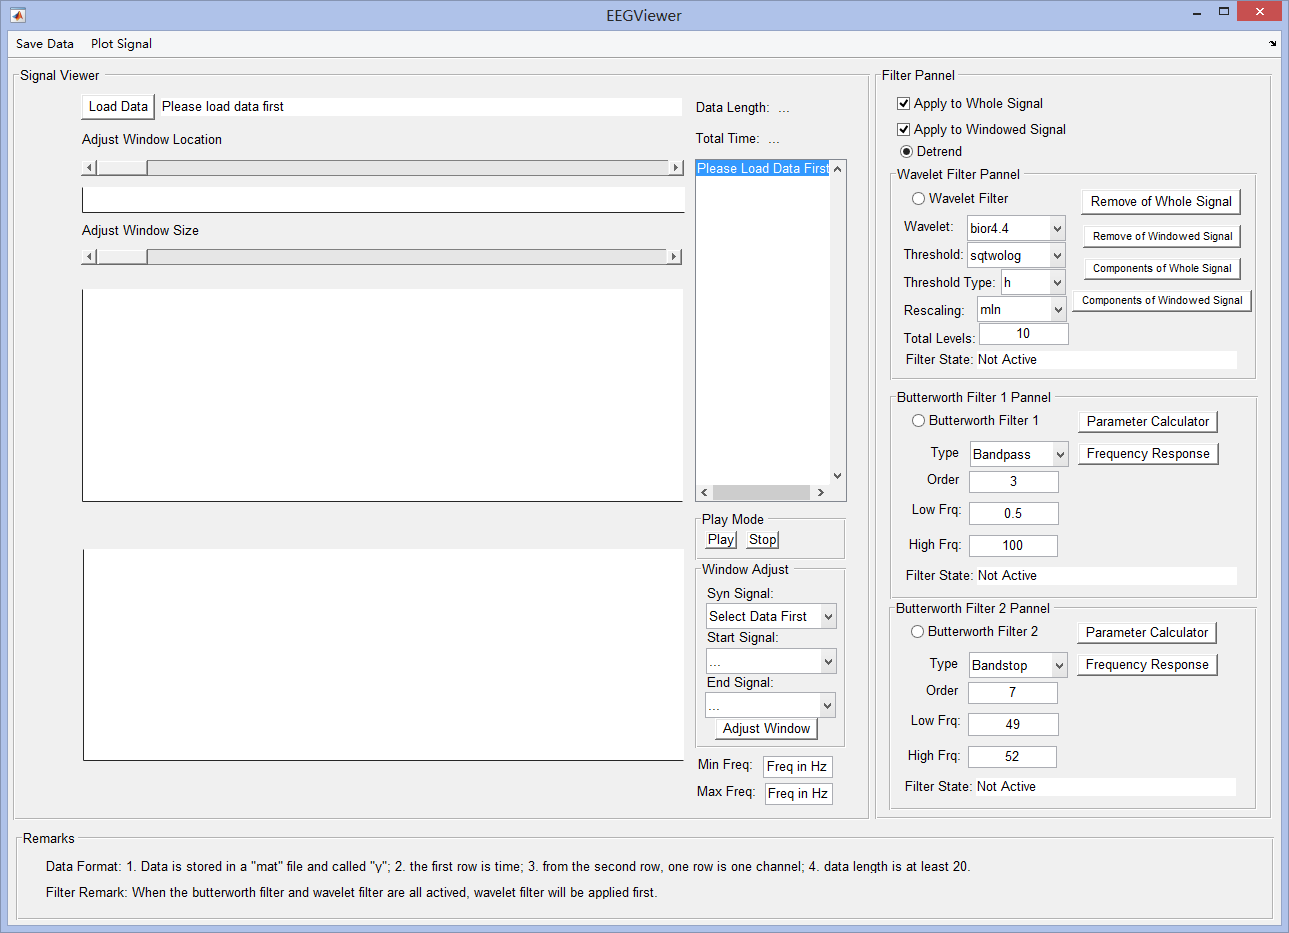 EEGViewer
Save Data Plot Signal
Signal Viewer
Load Data Please load data first
Adjust Window Location
Adjust Window Size
Data Length: ...
Total Time: ...
Please Load Data First
Play Mode
Play Stop
Window Adjust
Syn Signal:
Select Data First
Start Signal:
...
End Signal:
...
Adjust Window
Min Freq: Freq in Hz
Max Freq: Freq in Hz
Filter Pannel
Apply to Whole Signal
Apply to Windowed Signal
Detrend
Wavelet Filter Pannel
Wavelet Filter Remove of Whole Signal
Wavelet: bior4.4 Remove of Windowed Signal
Threshold: sqtwolog Components of Whole Signal
Threshold Type: h Components of Windowed Signal
Rescaling: mln
Total Levels: 10
Filter State: Not Active
Butterworth Filter 1 Pannel
Butterworth Filter 1 Parameter Calculator
Type Bandpass Frequency Response
Order 3
Low Frq: 0.5
High Frq: 100
Filter State: Not Active
Butterworth Filter 2 Pannel
Butterworth Filter 2 Parameter Calculator
Type Bandstop Frequency Response
Order 7
Low Frq: 49
High Frq: 52
Filter State: Not Active
Remarks
Data Format: 1. Data is stored in a "mat" file and called "y"; 2. the first row is time; 3. from the second row, one row is one channel; 4. data length is at least 20.
Filter Remark: When the butterworth filter and wavelet filter are all actived, wavelet filter will be applied first.